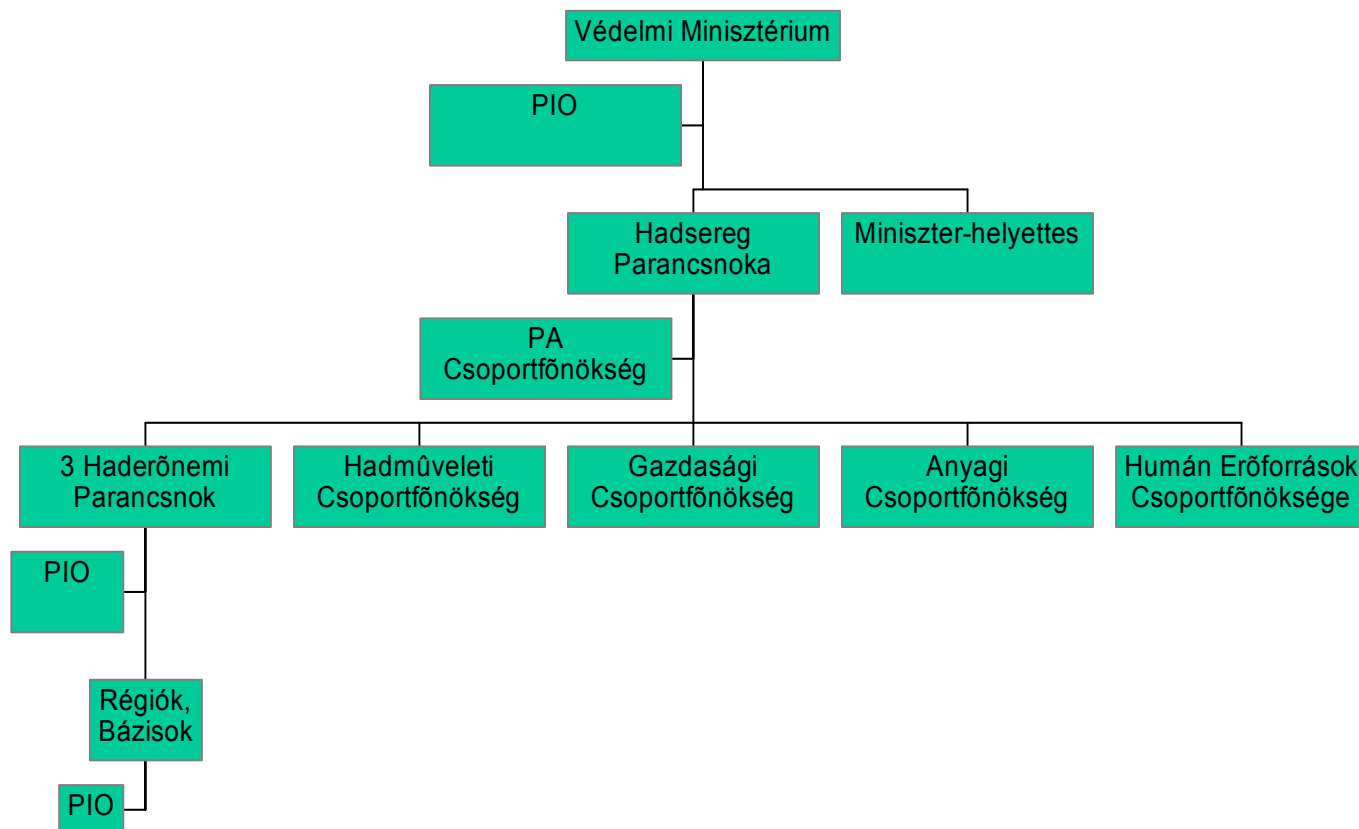 Védelmi Minisztérium
PIO
Hadsereg
Parancsnoka
Miniszter-helyettes
PA
Csoportfõnökség
3 Haderõnemi
Parancsnok
Hadmûveleti
Csoportfõnökség
Gazdasági
Csoportfõnökség
Anyagi
Csoportfõnökség
Humán Erõforrások
Csoportfõnöksége
PIO
Régiók,
Bázisok
PIO